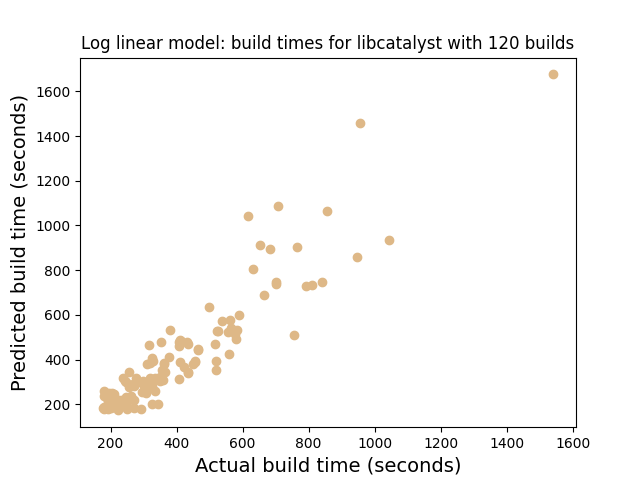 Log linear model: build times for libcatalyst with 120 builds
Predicted build time (seconds)
1600
1400
1200
1000
800
600
400
200
200 400 600 800 1000 1200 1400 1600
Actual build time (seconds)